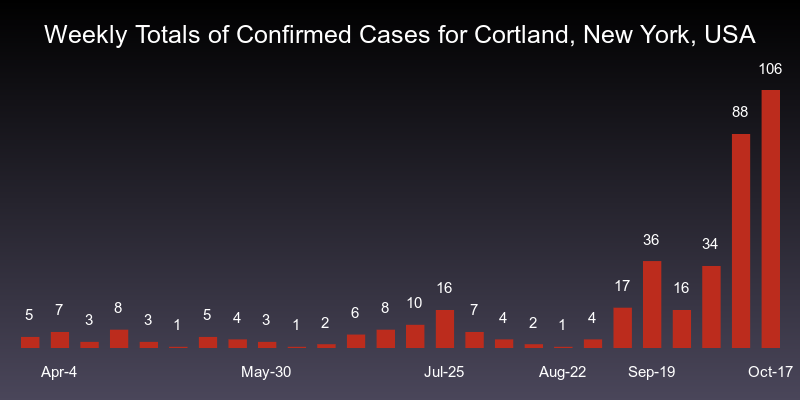 Weekly Totals of Confirmed Cases for Cortland, New York, USA
5 7 3 8 3 1 5 4 3 1 2 6 8 10 16 7 4 2 1 4 17 36 16 34 88 106
Apr-4 May-30 Jul-25 Aug-22 Sep-19 Oct-17